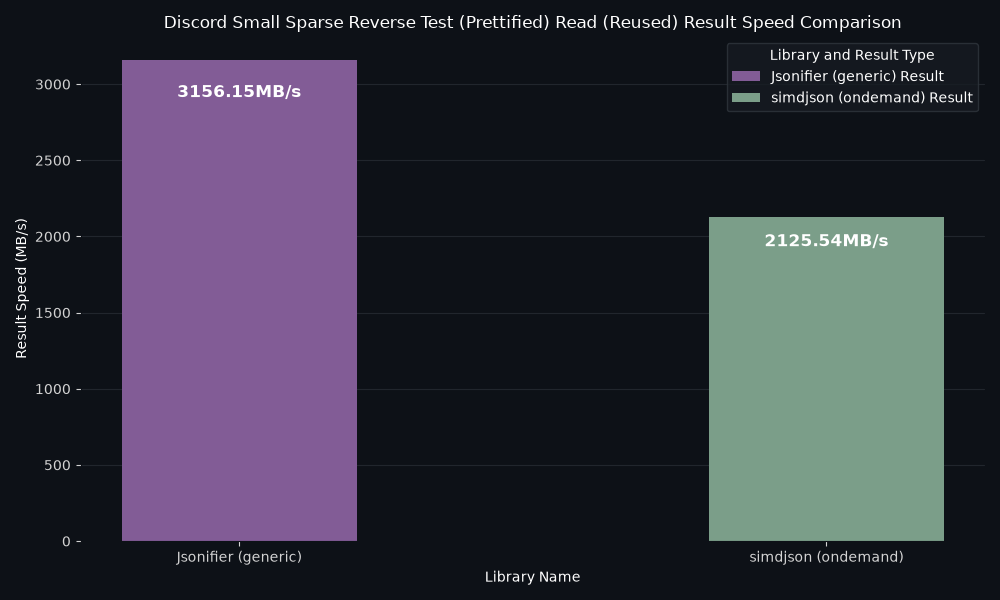 Discord Small Sparse Reverse Test (Prettified) Read (Reused) Result Speed Comparison
Library and Result Type
Jsonifier (generic) Result
simdjson (ondemand) Result
3156.15MB/s
2125.54MB/s
Result Speed (MB/s)
3000
2500
2000
1500
1000
500
0
Jsonifier (generic)
simdjson (ondemand)
Library Name